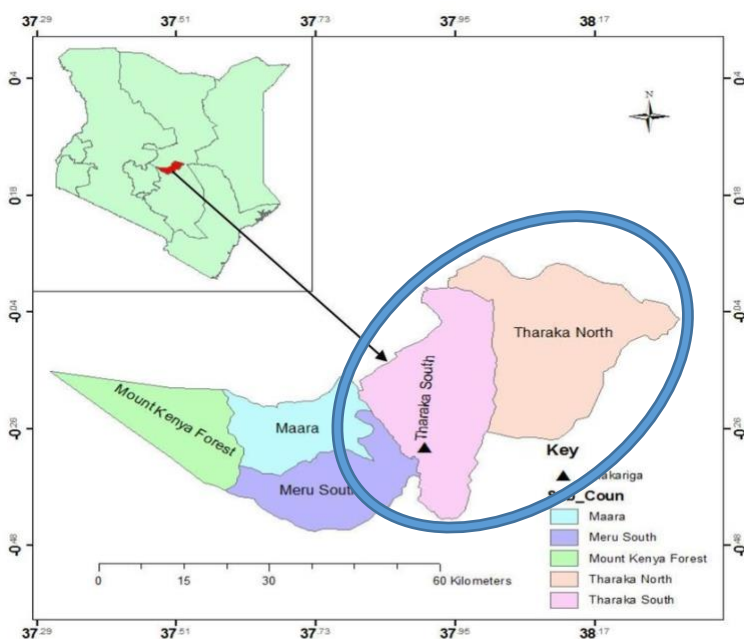 37.29 37.51 37.73 37.95 38.17
0.4
0.18
-0.04
-0.26
-0.48
0.4
0.18
-0.04
-0.26
-0.48
N
Tharaka North
Tharaka South
Mount Kenya Forest
Maara
Meru South
Key
akariga
Coun
Maara
Meru South
Mount Kenya Forest
Tharaka North
Tharaka South
0 15 30 60 Kilometers
37.29 37.51 37.73 37.95 38.17